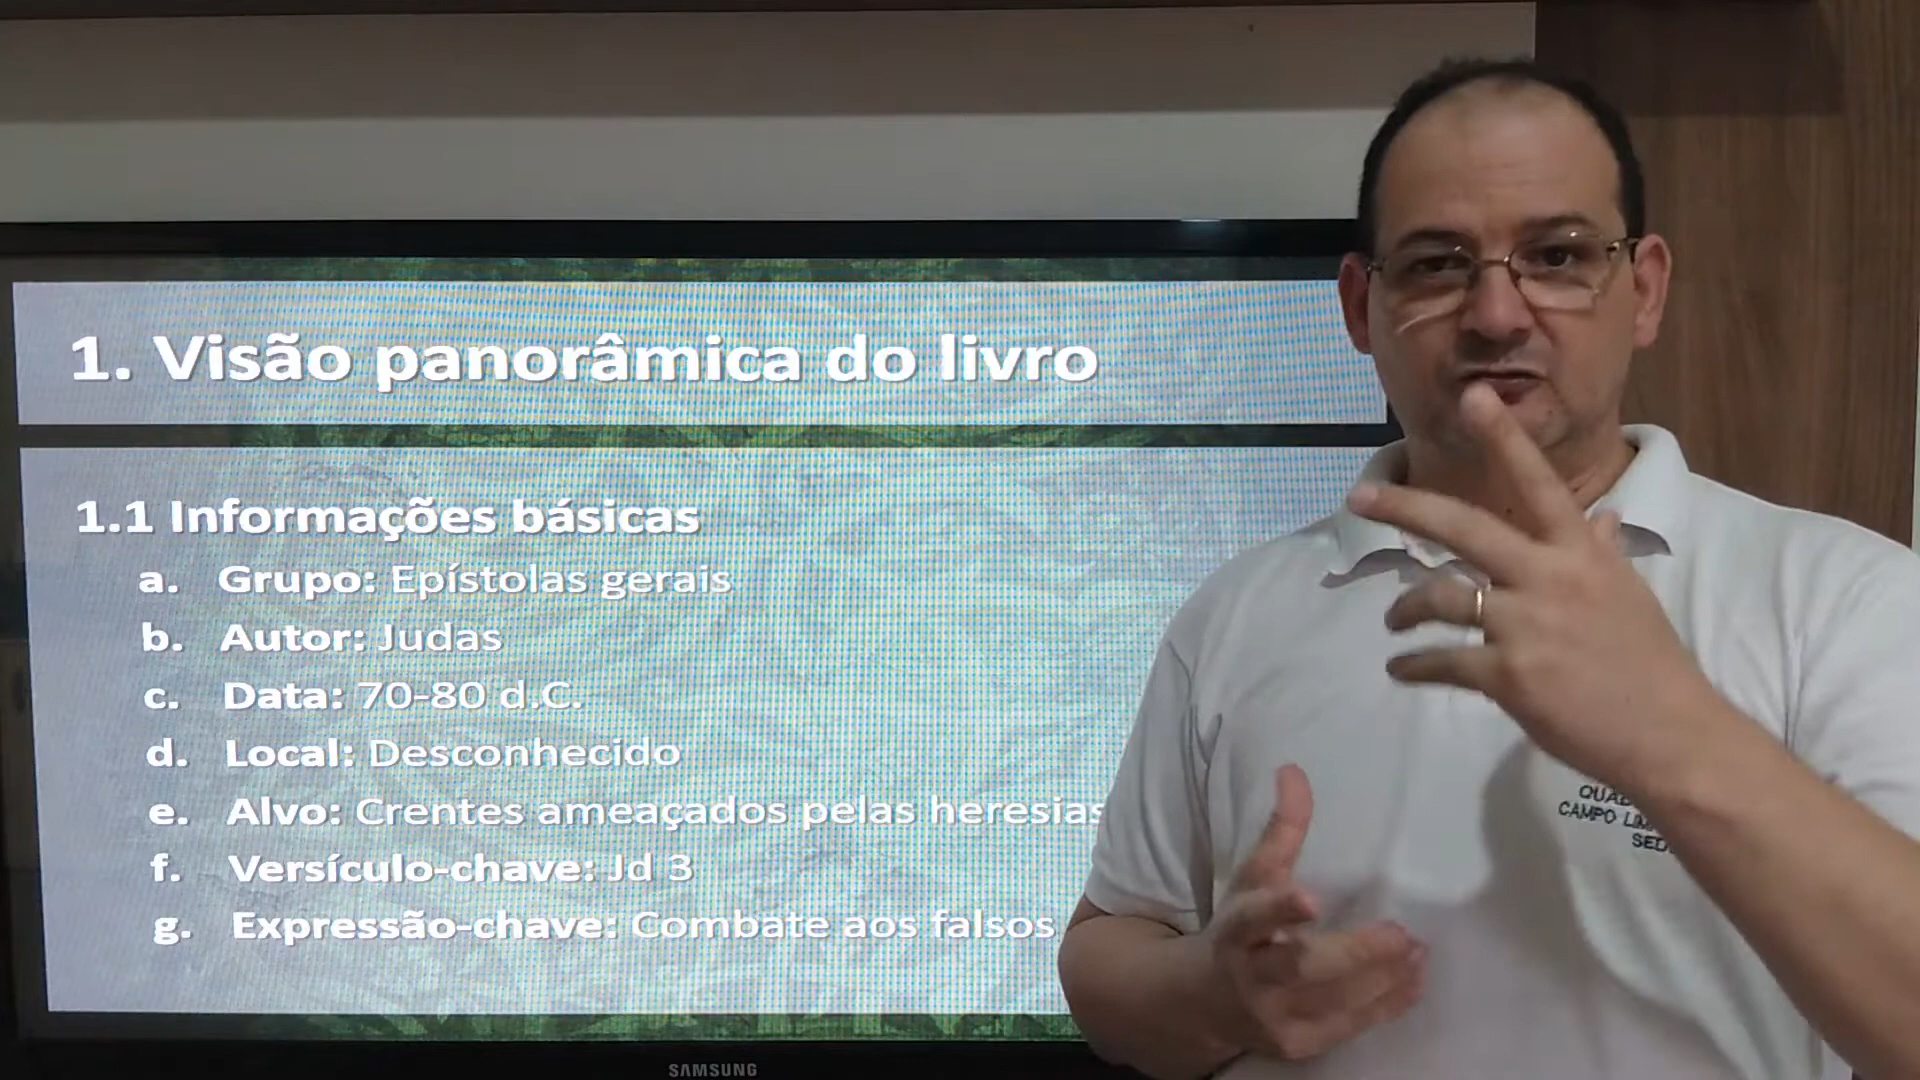 1. Visão panorâmica do livro
1.1 Informações básicas
a. Grupo: Epístolas gerais
b. Autor: Judas
c. Data: 70-80 d.C.
d. Local: Desconhecido
e. Alvo: Crentes ameaçados pelas heresias
f. Versículo-chave: Jd 3
g. Expressão-chave: Combate aos falsos
SAMSUNG
CAMPO